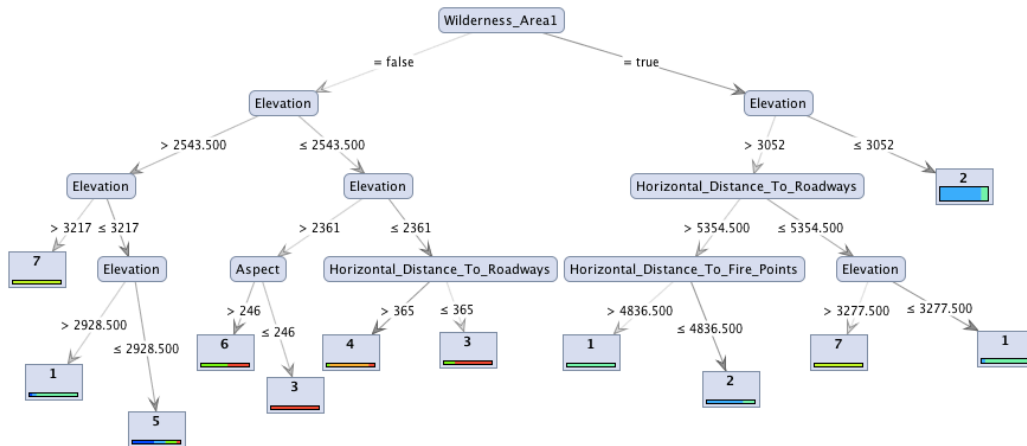 Wilderness_Area1
= false
= true
Elevation
Elevation
> 2543.500
≤ 2543.500
> 3052
≤ 3052
Elevation
Elevation
Horizontal_Distance_To_Roadways
2
> 3217
≤ 3217
> 2361
≤ 2361
> 5354.500
≤ 5354.500
7
Elevation
Aspect
Horizontal_Distance_To_Roadways
Horizontal_Distance_To_Fire_Points
Elevation
> 2928.500
≤ 2928.500
> 246
≤ 246
> 365
≤ 365
> 4836.500
≤ 4836.500
> 3277.500
≤ 3277.500
1
5
6
3
4
3
1
2
7
1